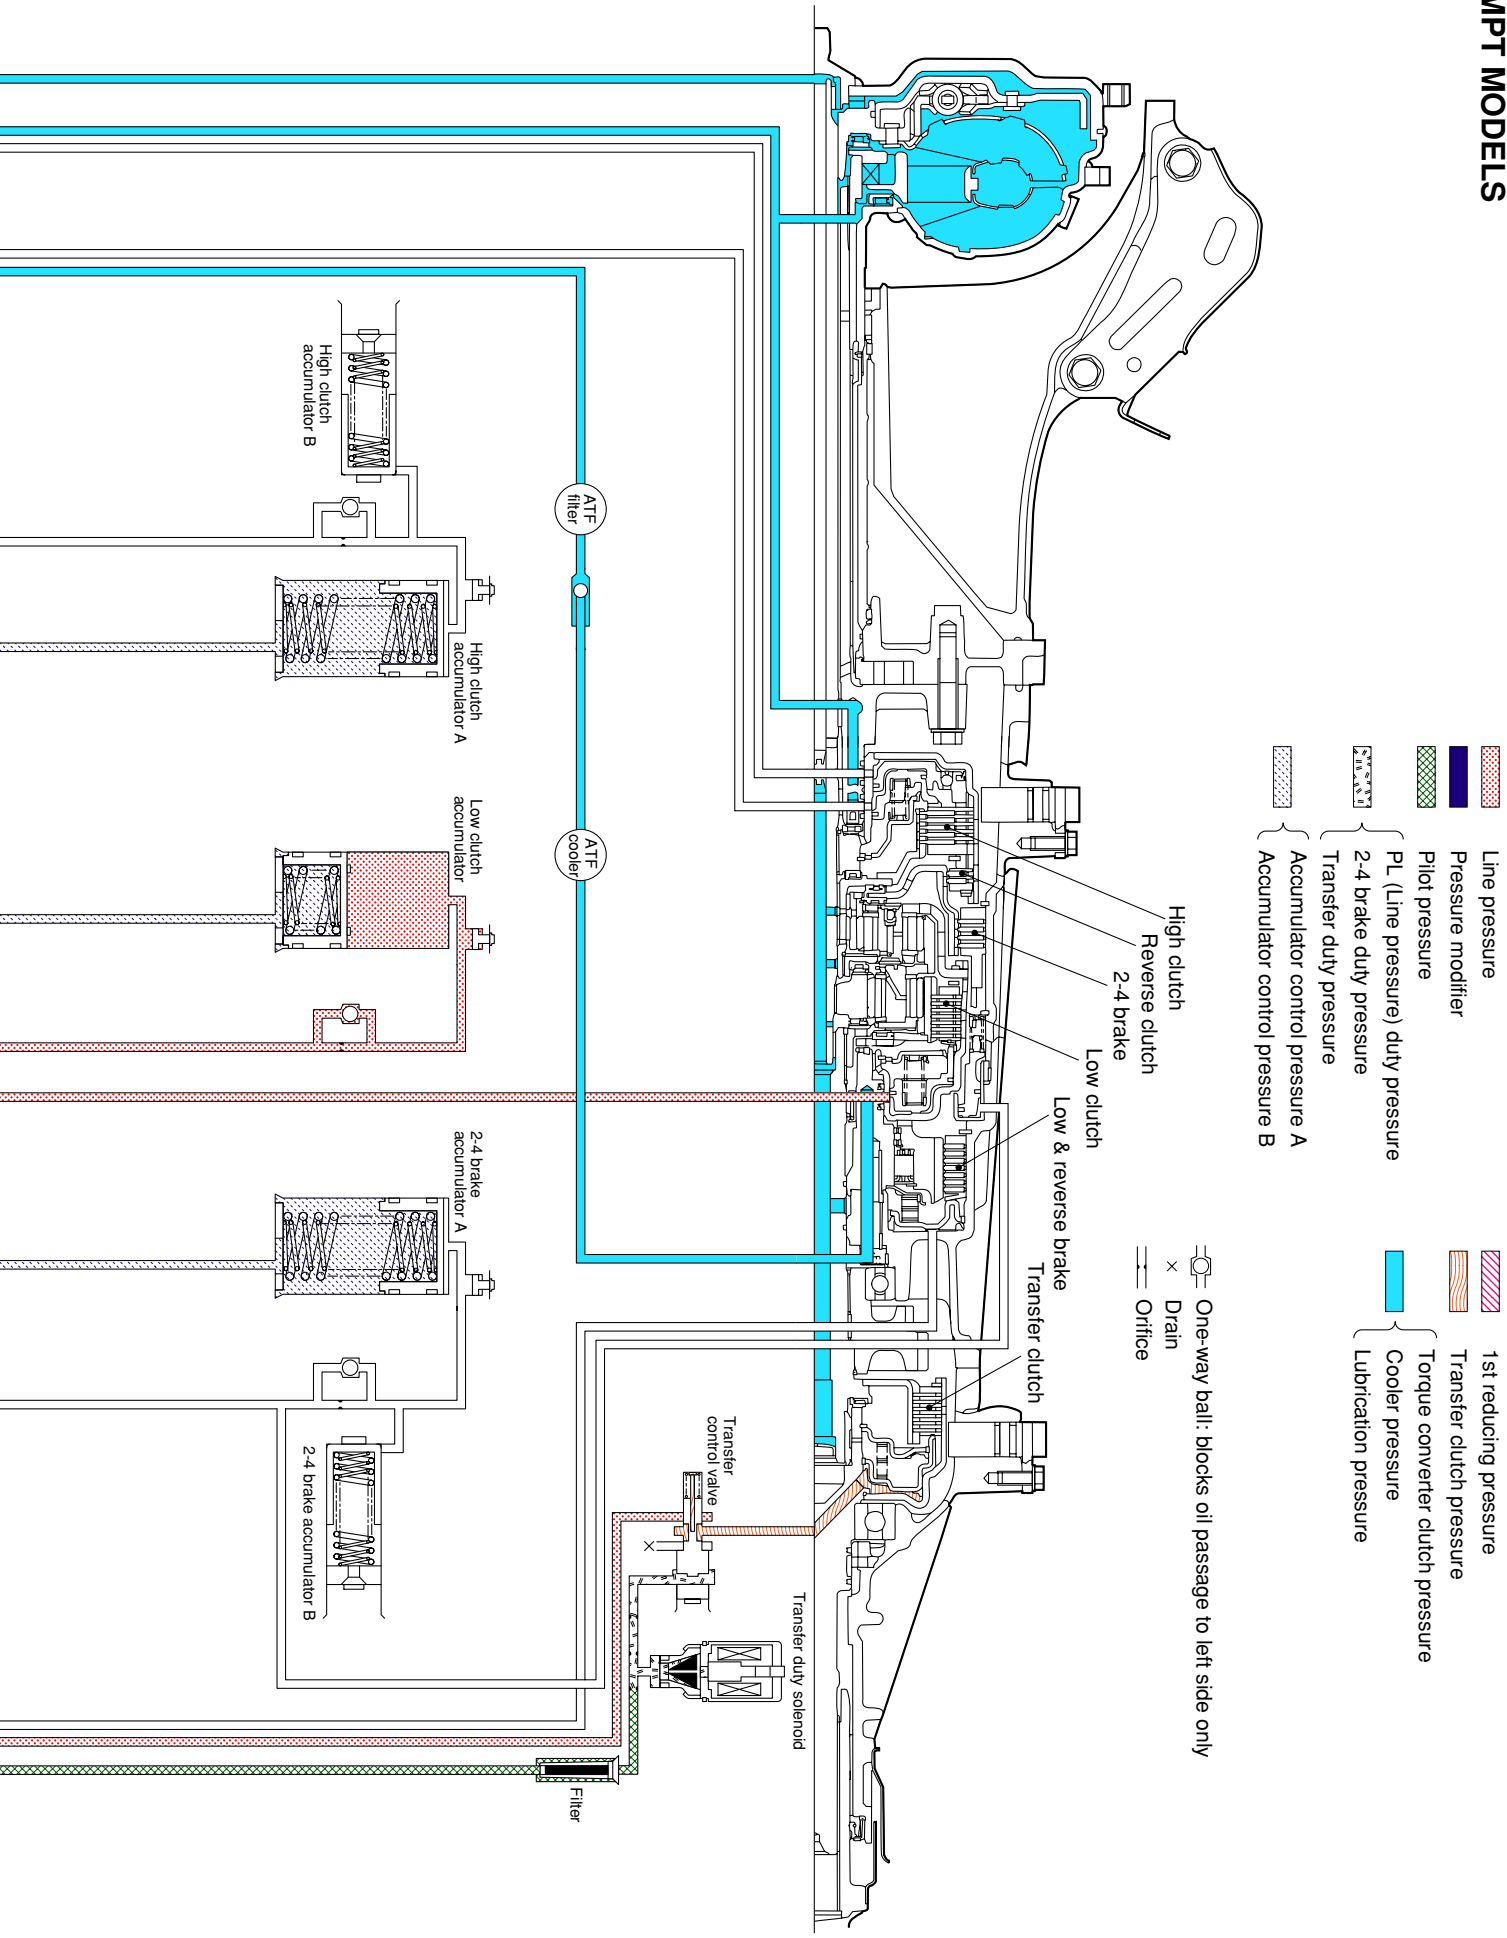 MPT MODELS
Line pressure
Pressure modifier
Pilot pressure
PL (Line pressure) duty pressure
2-4 brake duty pressure
Transfer duty pressure
Accumulator control pressure A
Accumulator control pressure B
1st reducing pressure
Transfer clutch pressure
Torque converter clutch pressure
Cooler pressure
Lubrication pressure
One-way ball: blocks oil passage to left side only
Drain
Orifice
High clutch
Reverse clutch
2-4 brake
Low clutch
Low & reverse brake
Transfer clutch
ATF
filter
ATF
cooler
High clutch
accumulator B
High clutch
accumulator A
Low clutch
accumulator
2-4 brake
accumulator A
2-4 brake accumulator B
Transfer
control valve
Transfer duty solenoid
Filter